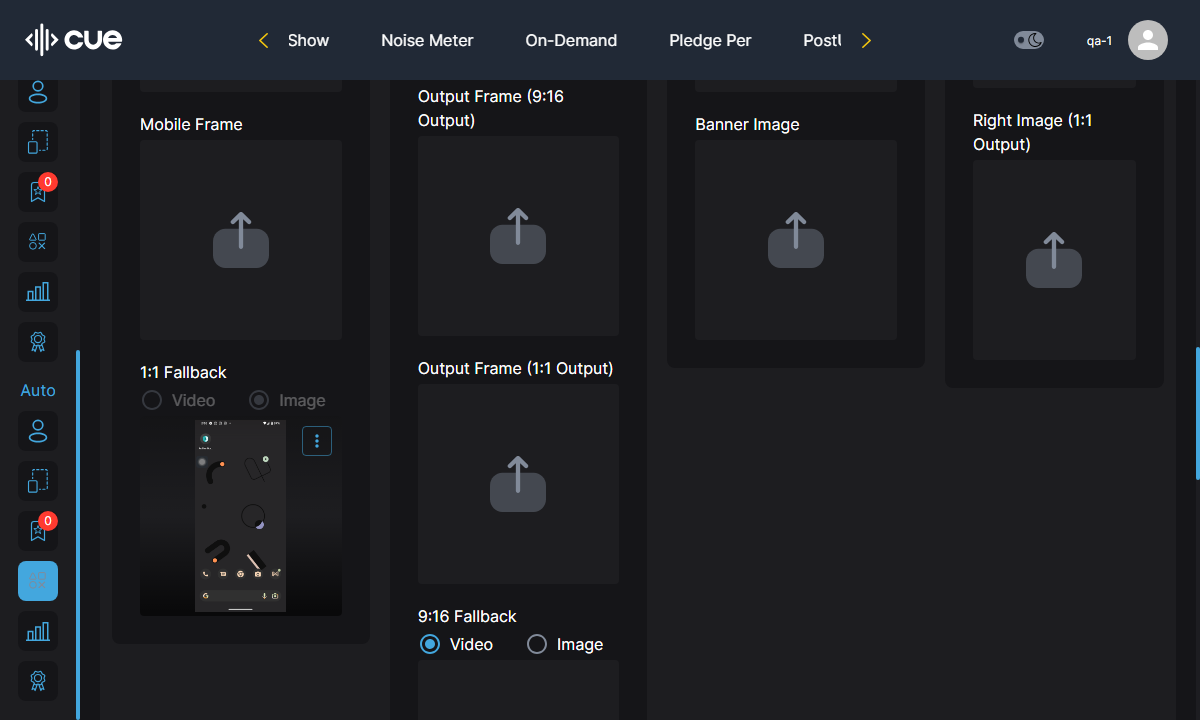 cue
Show
Noise Meter
On-Demand
Pledge Per
qa-1
0
Auto
0
Mobile Frame
1:1 Fallback
Video
Image
Output Frame (9:16
Output)
Output Frame (1:1 Output)
9:16 Fallback
Video
Image
Banner Image
Right Image (1:1
Output)